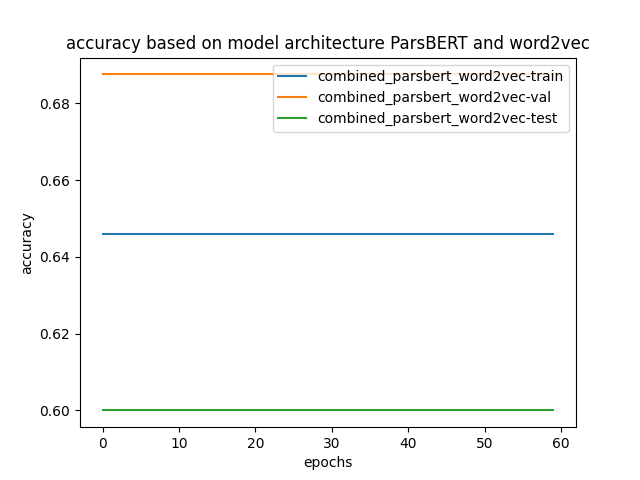 accuracy based on model architecture ParsBERT and word2vec
combined_parsbert_word2vec-train
combined_parsbert_word2vec-val
combined_parsbert_word2vec-test
accuracy
0.68
0.66
0.64
0.62
0.60
0 10 20 30 40 50 60
epochs